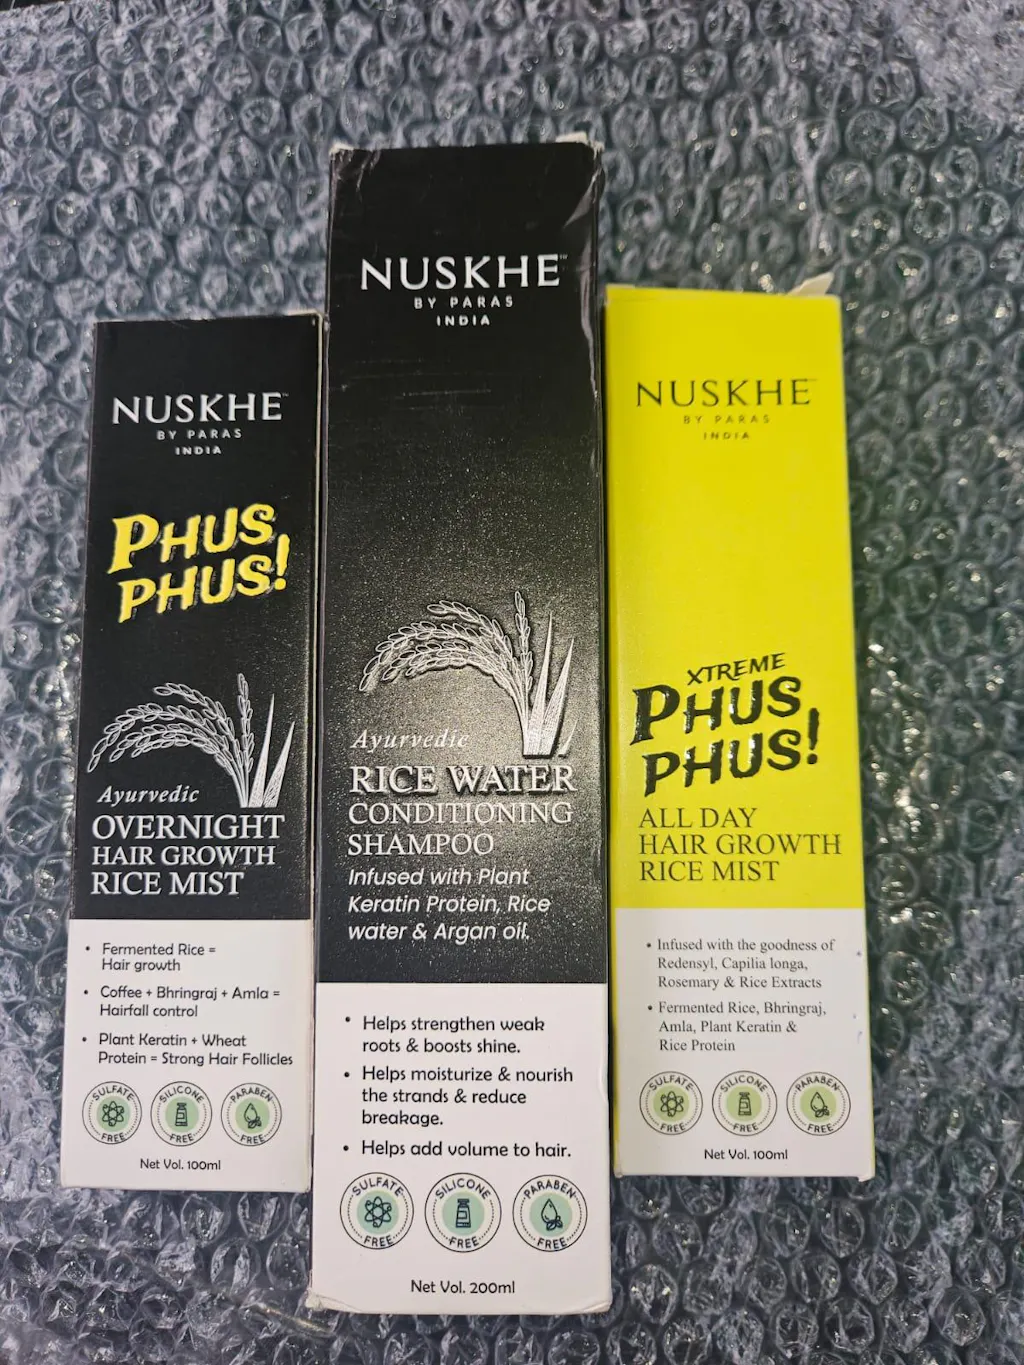 NUSKHE™
BY PARAS
INDIA
PHUS
PHUS!
Ayurvedic
OVERNIGHT
HAIR GROWTH
RICE MIST
• Fermented Rice =
Hair growth
• Coffee + Bhringraj + Amla =
Hairfall control
• Plant Keratin + Wheat
Protein = Strong Hair Follicles
SULFATE FREE
SILICONE FREE
PARABEN FREE
Net Vol. 100ml
NUSKHE™
BY PARAS
INDIA
Ayurvedic
RICE WATER
CONDITIONING
SHAMPOO
Infused with Plant
Keratin Protein, Rice
water & Argan oil.
• Helps strengthen weak
roots & boosts shine.
• Helps moisturize & nourish
the strands & reduce
breakage.
• Helps add volume to hair.
SULFATE FREE
SILICONE FREE
PARABEN FREE
Net Vol. 200ml
NUSKHE™
BY PARAS
INDIA
XTREME
PHUS
PHUS!
ALL DAY
HAIR GROWTH
RICE MIST
• Infused with the goodness of
Redensyl, Capilia longa,
Rosemary & Rice Extracts
• Fermented Rice, Bhringraj,
Amla, Plant Keratin &
Rice Protein
SULFATE FREE
SILICONE FREE
PARABEN FREE
Net Vol. 100ml